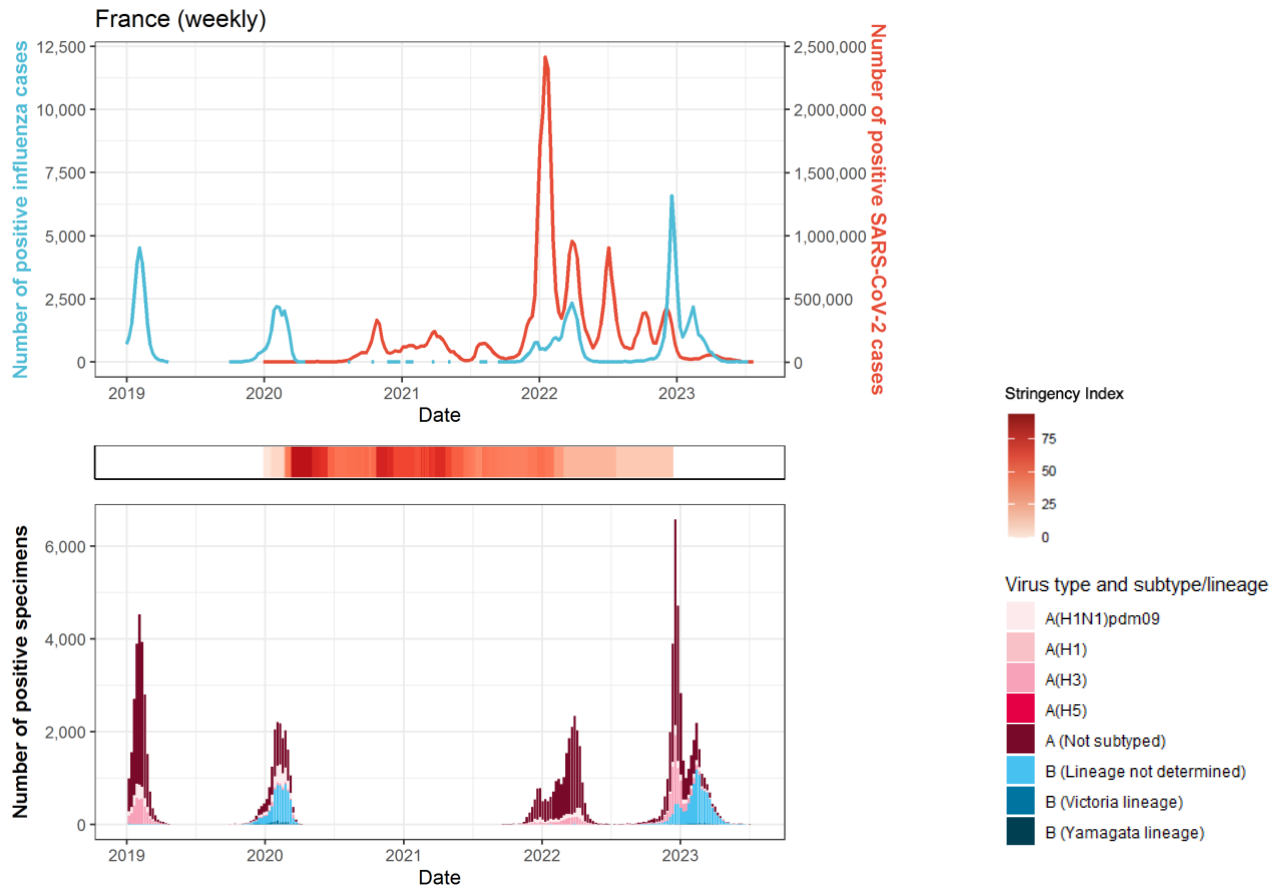 France (weekly)
Number of positive influenza cases
12,500
10,000
7,500
5,000
2,500
0
2,500,000
2,000,000
1,500,000
1,000,000
500,000
0
Number of positive SARS-CoV-2 cases
2019 2020 2021 2022 2023
Date
Stringency Index
75
50
25
0
Number of positive specimens
6,000
4,000
2,000
0
2019 2020 2021 2022 2023
Date
Virus type and subtype/lineage
A(H1N1)pdm09
A(H1)
A(H3)
A(H5)
A (Not subtyped)
B (Lineage not determined)
B (Victoria lineage)
B (Yamagata lineage)